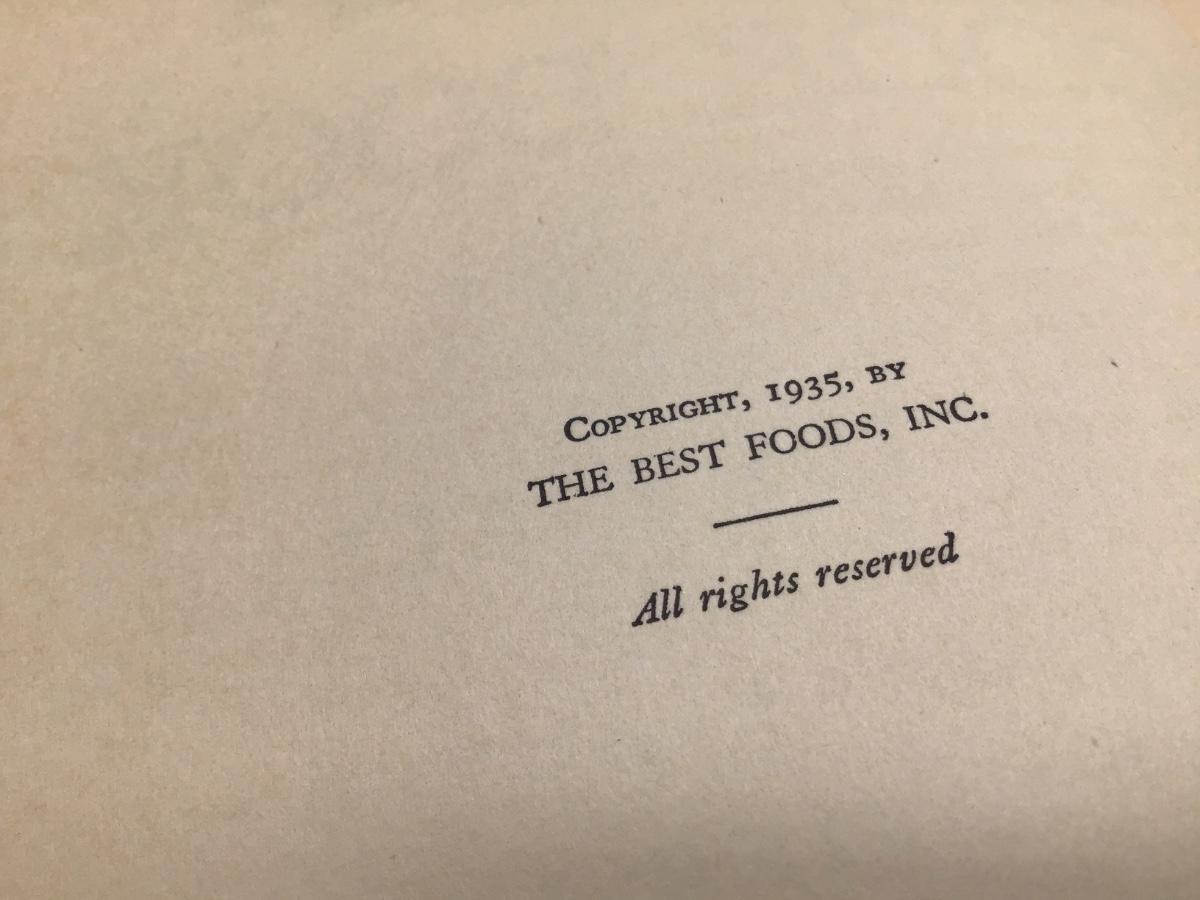 Copyright, 1935, by
THE BEST FOODS, INC.
All rights reserved